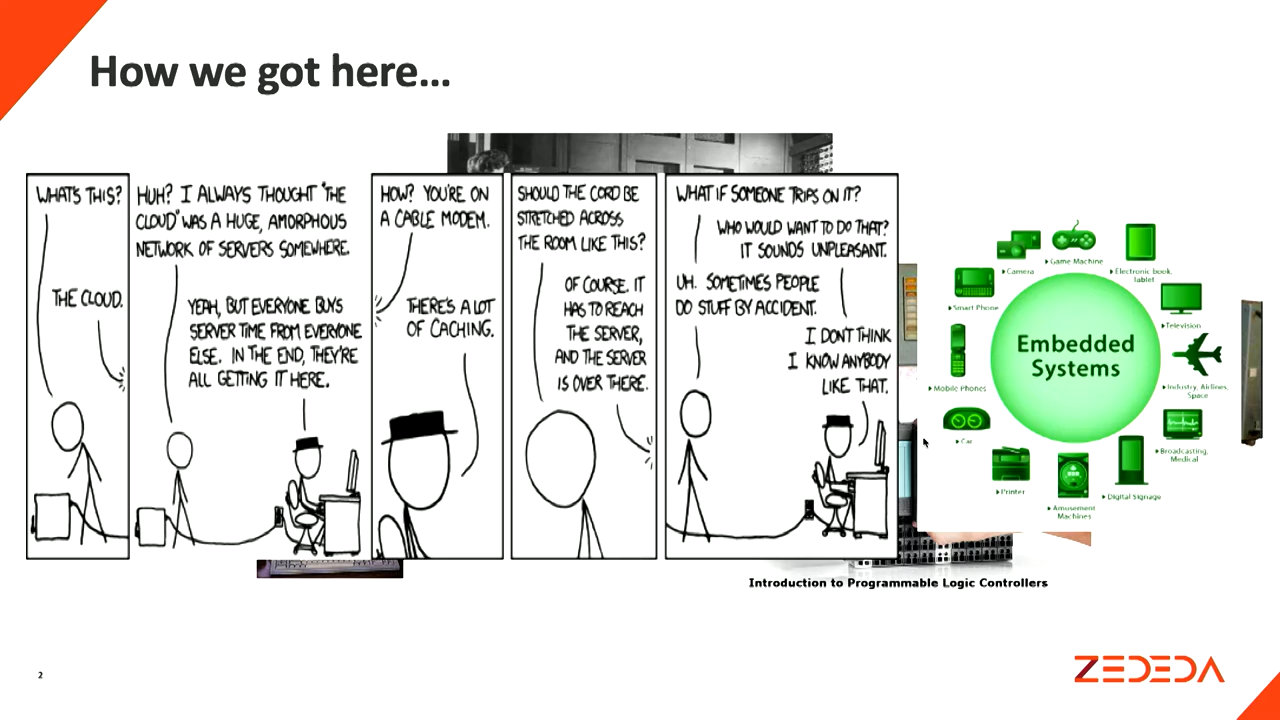 How we got here...
WHAT'S THIS?
THE CLOUD.
HUH? I ALWAYS THOUGHT "THE
CLOUD" WAS A HUGE, AMORPHOUS
NETWORK OF SERVERS SOMEWHERE.
YEAH, BUT EVERYONE BUYS
SERVER TIME FROM EVERYONE
ELSE. IN THE END, THEY'RE
ALL GETTING IT HERE.
HOW? YOU'RE ON
A CABLE MODEM.
THERE'S A LOT
OF CACHING.
SHOULD THE CORD BE
STRETCHED ACROSS
THE ROOM LIKE THIS?
OF COURSE. IT
HAS TO REACH
THE SERVER,
AND THE SERVER
IS OVER THERE.
WHAT IF SOMEONE TRIPS ON IT?
WHO WOULD WANT TO DO THAT?
IT SOUNDS UNPLEASANT.
UH. SOMETIMES PEOPLE
DO STUFF BY ACCIDENT.
I DON'T THINK
I KNOW ANYBODY
LIKE THAT.
Embedded
Systems
Game Machine
Electronic book,
tablet
Television
Industry, Airlines,
Space
Broadcasting,
Medical
Digital Signage
Amusement
Machines
Printer
Car
Mobile Phones
Smart Phone
Camera
Introduction to Programmable Logic Controllers
2
ZEDEDA